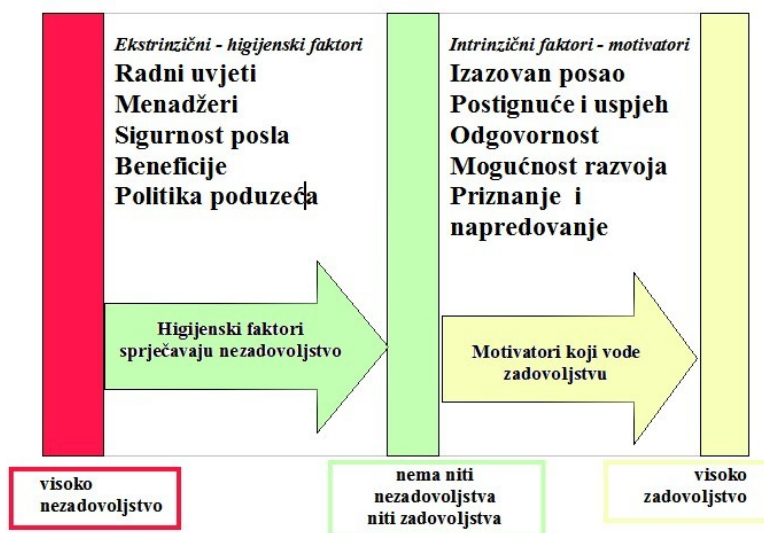 Ekstrinzični - higijenski faktori
Radni uvjeti
Menadžeri
Sigurnost posla
Beneficije
Politika poduzeća
Intrinzični faktori - motivatori
Izazovan posao
Postignuće i uspjeh
Odgovornost
Mogućnost razvoja
Priznanje i
napredovanje
Higijenski faktori
sprječavaju nezadovoljstvo
Motivatori koji vode
zadovoljstvu
visoko
nezadovoljstvo
nema niti
nezadovoljstva
niti zadovoljstva
visoko
zadovoljstvo